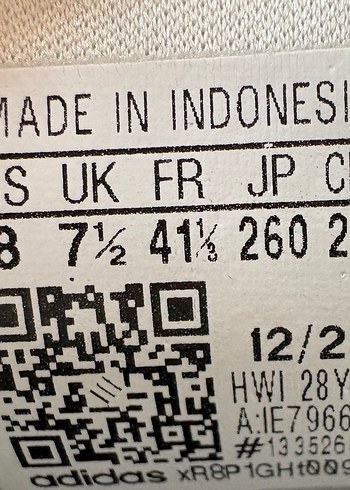 MADE IN INDONESI
S UK FR JP C
8 7½ 41⅓ 260 2
12/2
HWI 28Y
A:IE7966
#133526
adidas xR8P1GHt009